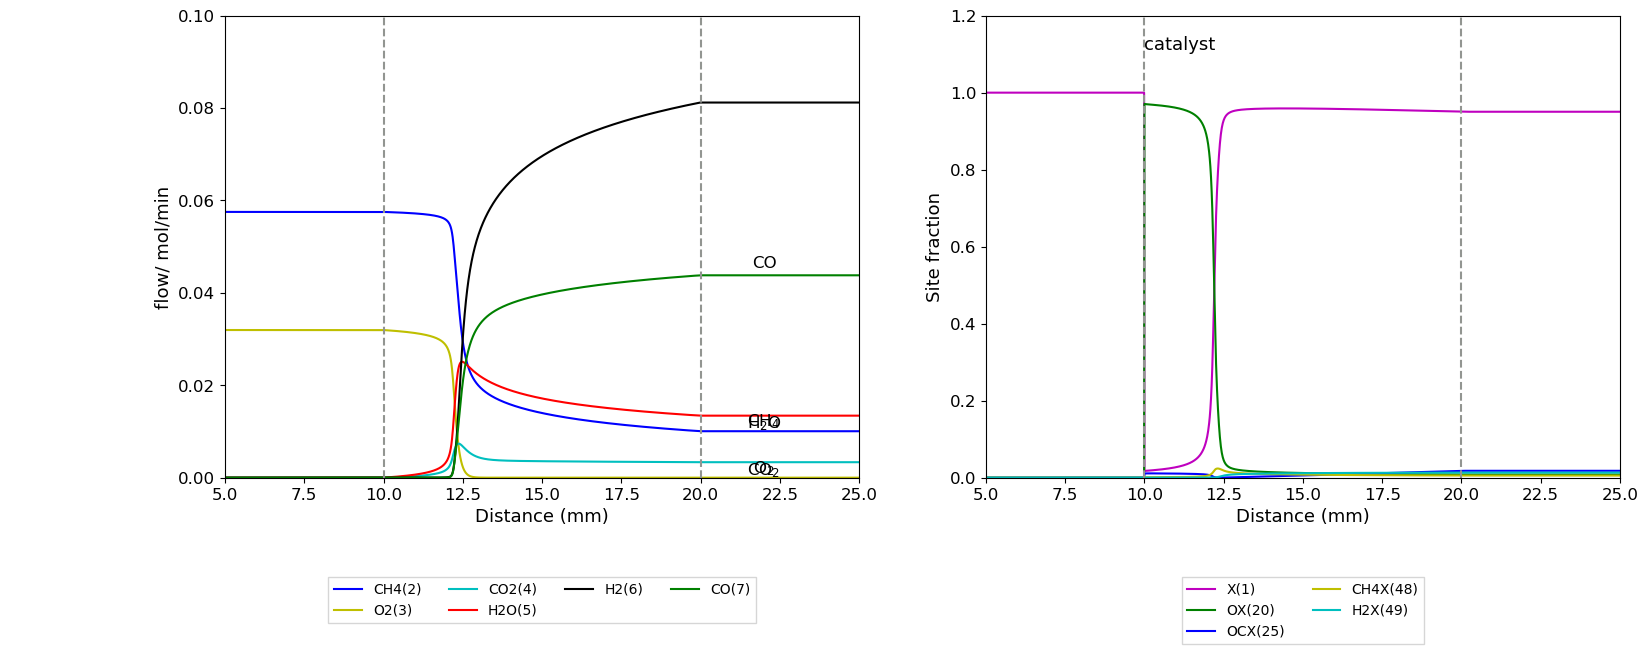 flow/ mol/min
0.10
0.08
0.06
0.04
0.02
0.00
CO
CH₄
H₂O
O₂
CO₂
5.0 7.5 10.0 12.5 15.0 17.5 20.0 22.5 25.0
Distance (mm)
CH4(2) CO2(4) H2(6) CO(7)
O2(3) H2O(5)
Site fraction
1.2
1.0
0.8
0.6
0.4
0.2
0.0
catalyst
5.0 7.5 10.0 12.5 15.0 17.5 20.0 22.5 25.0
Distance (mm)
X(1) CH4X(48)
OX(20) H2X(49)
OCX(25)